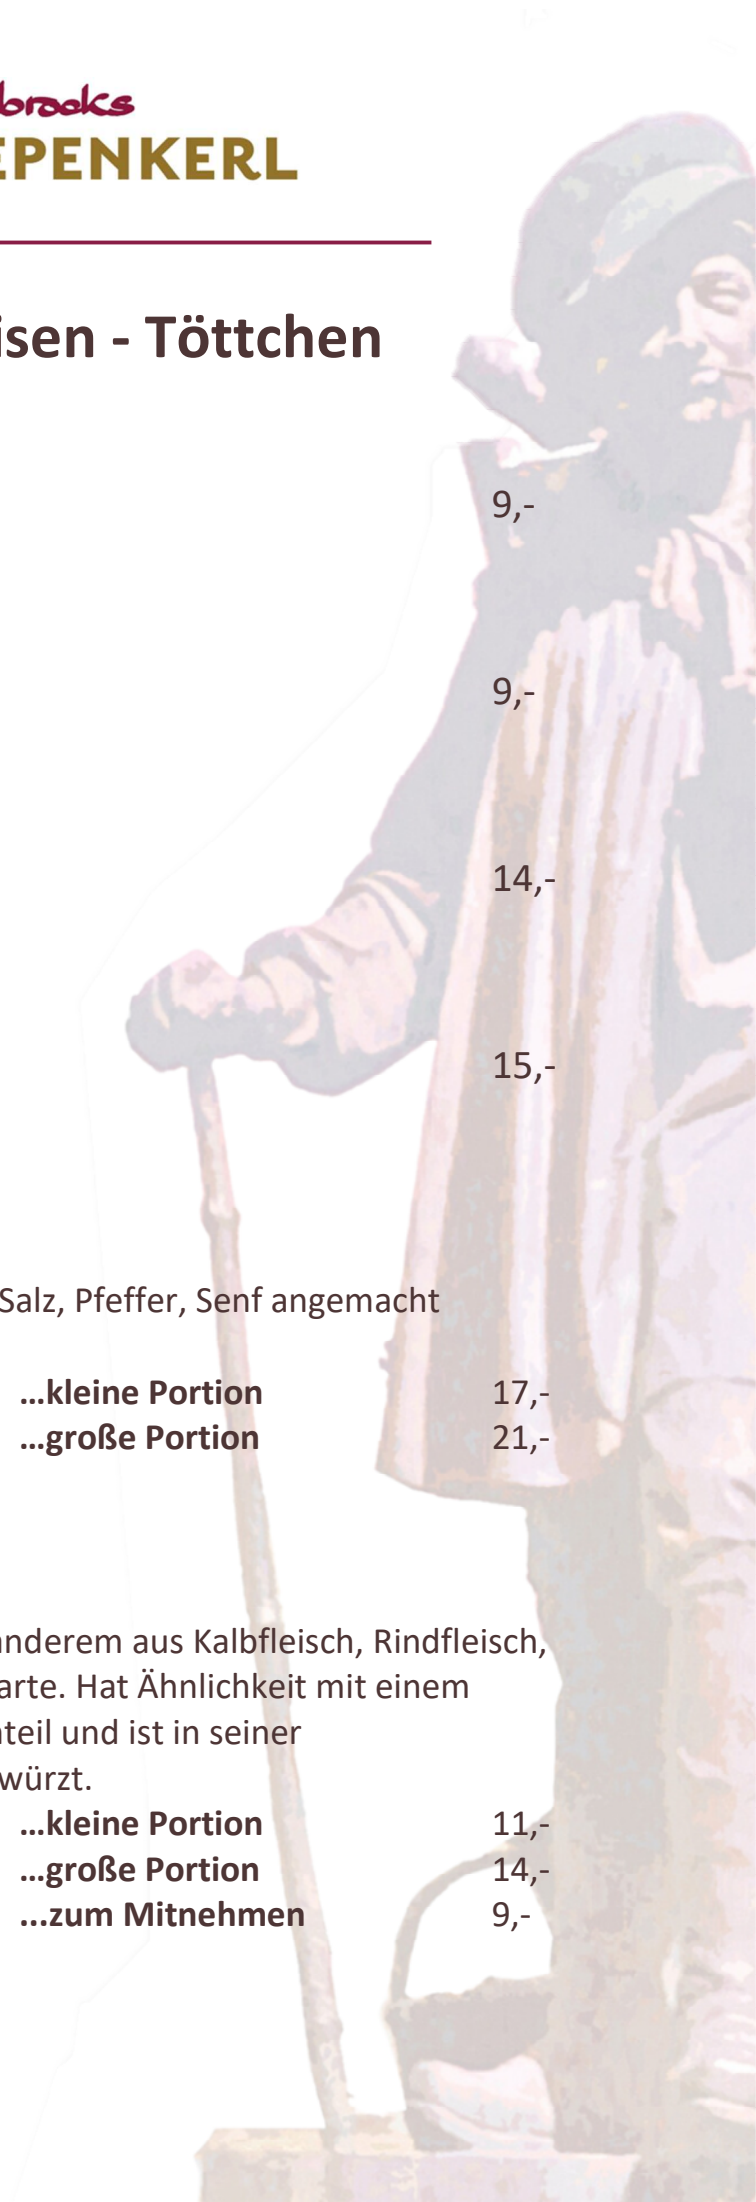 brooks
EPENKERL
isen - Töttchen
9,-
9,-
14,-
15,-
Salz, Pfeffer, Senf angemacht
...kleine Portion 17,-
...große Portion 21,-
anderem aus Kalbfleisch, Rindfleisch,
arte. Hat Ähnlichkeit mit einem
nteil und ist in seiner
würzt.
...kleine Portion 11,-
...große Portion 14,-
...zum Mitnehmen 9,-